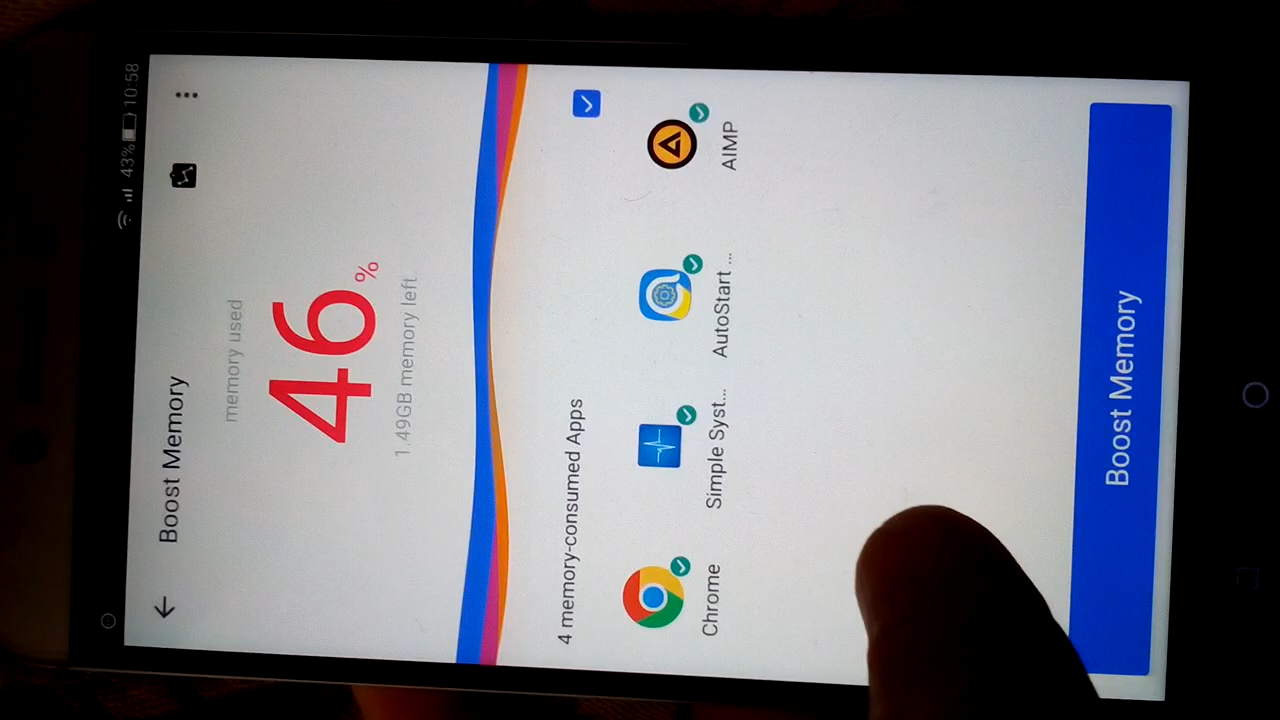 43% 10:58
Boost Memory
memory used
46%
1.49GB memory left
4 memory-consumed Apps
Chrome
Simple Syst...
AutoStart ...
AIMP
Boost Memory